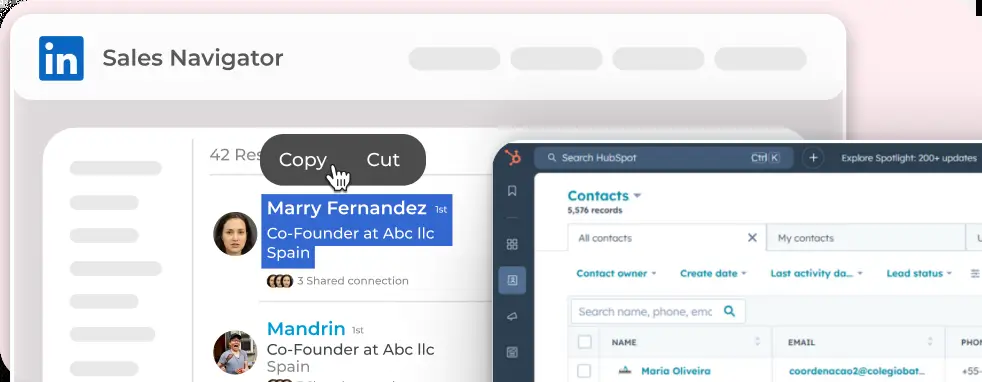 in Sales Navigator
42 Res
Copy Cut
Marry Fernandez 1st
Co-Founder at Abc llc
Spain
3 Shared connection
Mandrin 1st
Co-Founder at Abc llc
Spain
Search HubSpot Ctrl K + Explore Spotlight: 200+ updates
Contacts
5,576 records
All contacts × My contacts
Contact owner Create date Last activity da... Lead status
Search name, phone, emc
NAME EMAIL PHO
Maria Oliveira coordenacao2@colegiobat... +55-